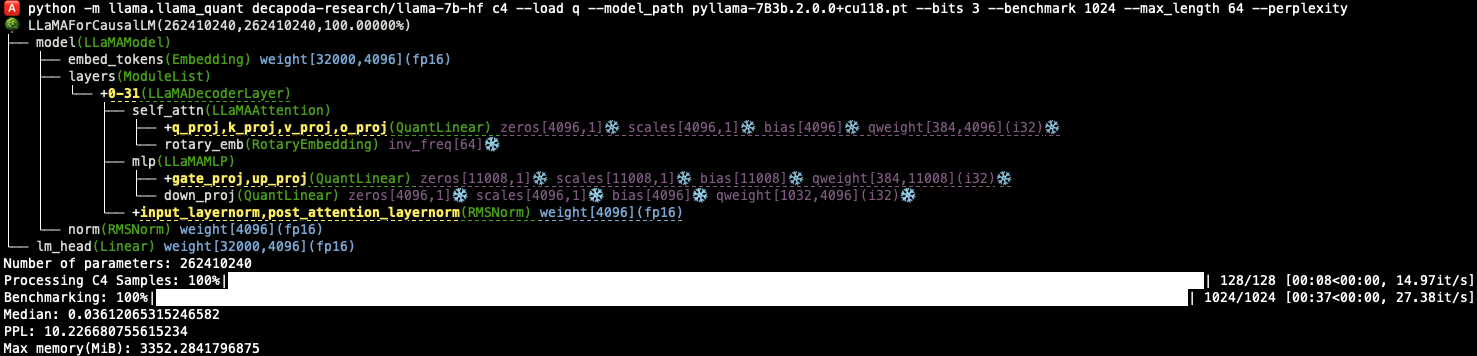 A python -m llama.llama_quant decapoda-research/llama-7b-hf c4 --load q --model_path pyllama-7B3b.2.0.0+cu118.pt --bits 3 --benchmark 1024 --max_length 64 --perplexity
LLaMAForCausalLM(262410240,262410240,100.00000%)
├── model(LLaMAModel)
│   ├── embed_tokens(Embedding) weight[32000,4096](fp16)
│   ├── layers(ModuleList)
│   │   └── +0-31(LLaMADecoderLayer)
│   │       ├── self_attn(LLaMAAttention)
│   │       │   ├── +q_proj,k_proj,v_proj,o_proj(QuantLinear) zeros[4096,1]❄️ scales[4096,1]❄️ bias[4096]❄️ qweight[384,4096](i32)❄️
│   │       │   └── rotary_emb(RotaryEmbedding) inv_freq[64]❄️
│   │       ├── mlp(LLaMAMLP)
│   │       │   ├── +gate_proj,up_proj(QuantLinear) zeros[11008,1]❄️ scales[11008,1]❄️ bias[11008]❄️ qweight[384,11008](i32)❄️
│   │       │   └── down_proj(QuantLinear) zeros[4096,1]❄️ scales[4096,1]❄️ bias[4096]❄️ qweight[1032,4096](i32)❄️
│   │       └── +input_layernorm,post_attention_layernorm(RMSNorm) weight[4096](fp16)
│   └── norm(RMSNorm) weight[4096](fp16)
└── lm_head(Linear) weight[32000,4096](fp16)
Number of parameters: 262410240
Processing C4 Samples: 100%| | 128/128 [00:08<00:00, 14.97it/s]
Benchmarking: 100%| | 1024/1024 [00:37<00:00, 27.38it/s]
Median: 0.03612065315246582
PPL: 10.226680755615234
Max memory(MiB): 3352.2841796875